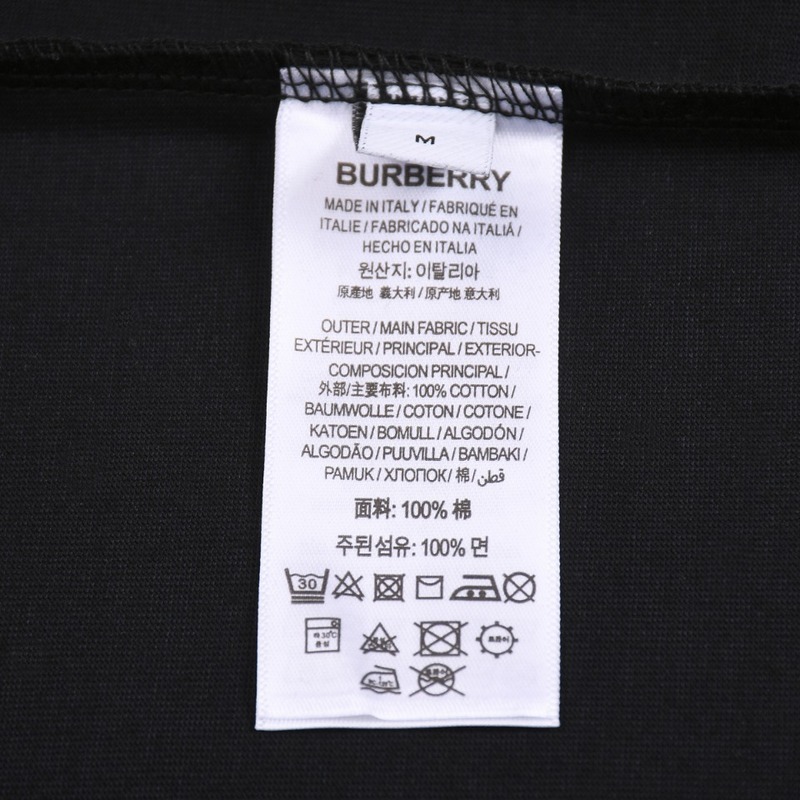 M
BURBERRY
MADE IN ITALY / FABRIQUÉ EN
ITALIE / FABRICADO NA ITALIÁ /
HECHO EN ITALIA
원산지: 이탈리아
原產地 義大利 / 原产地 意大利
OUTER / MAIN FABRIC / TISSU
EXTÉRIEUR / PRINCIPAL / EXTERIOR-
COMPOSICION PRINCIPAL /
外部/主要布料: 100% COTTON /
BAUMWOLLE / COTON / COTONE /
KATOEN / BOMULL / ALGODÓN /
ALGODÃO / PUUVILLA / BAMBAKI /
PAMUK / ХЛОПОК/ 棉/قطن
面料: 100% 棉
주된섬유: 100% 면
30
30℃